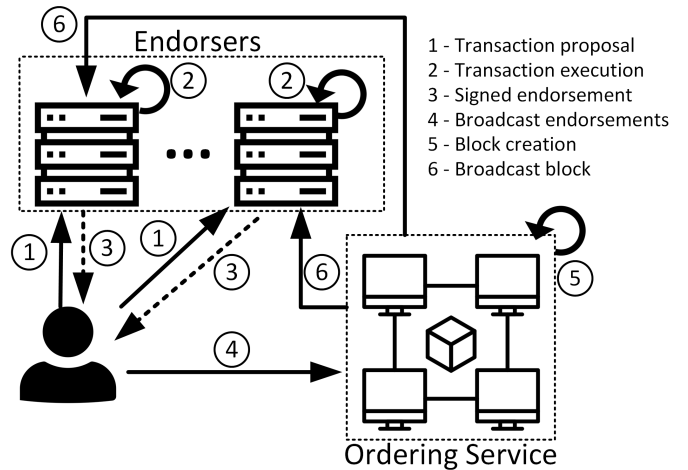 6
Endorsers
2
2
1 - Transaction proposal
2 - Transaction execution
3 - Signed endorsement
4 - Broadcast endorsements
5 - Block creation
6 - Broadcast block
1
3
1
3
6
5
4
Ordering Service